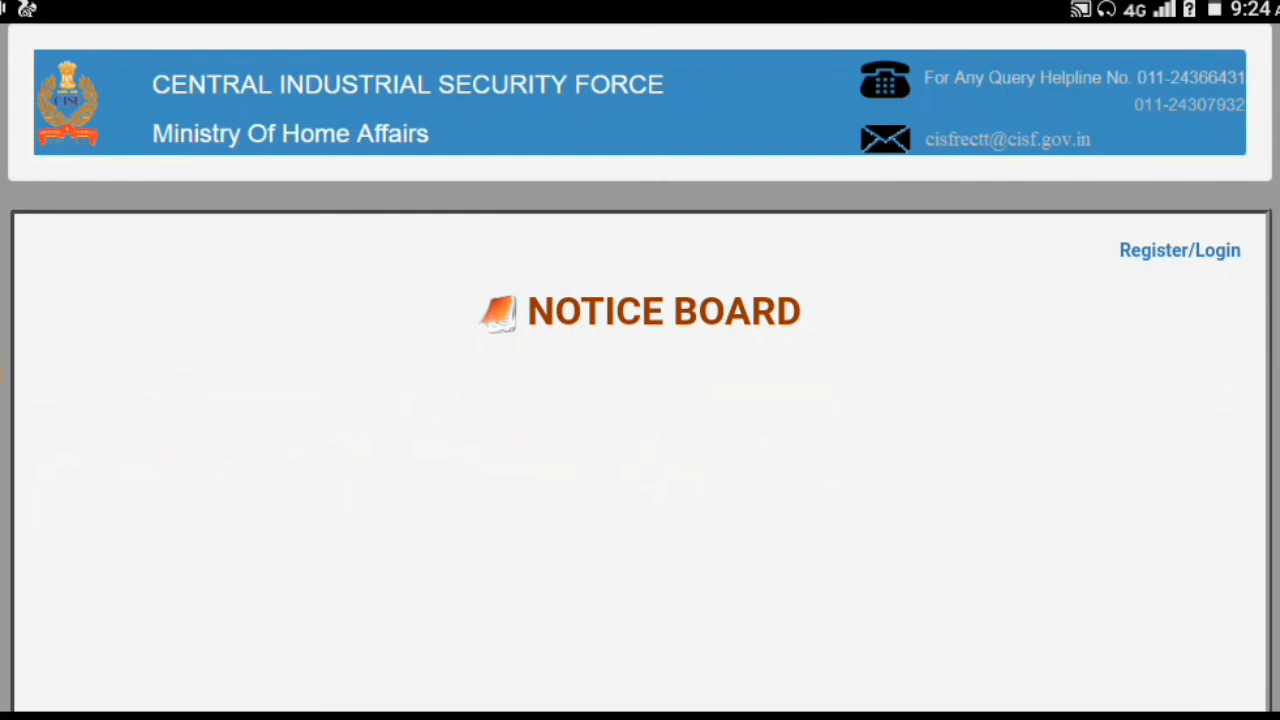 4G 9:24
CISF
CENTRAL INDUSTRIAL SECURITY FORCE
Ministry Of Home Affairs
For Any Query Helpline No. 011-24366431
011-24307932
cisfrectt@cisf.gov.in
Register/Login
NOTICE BOARD